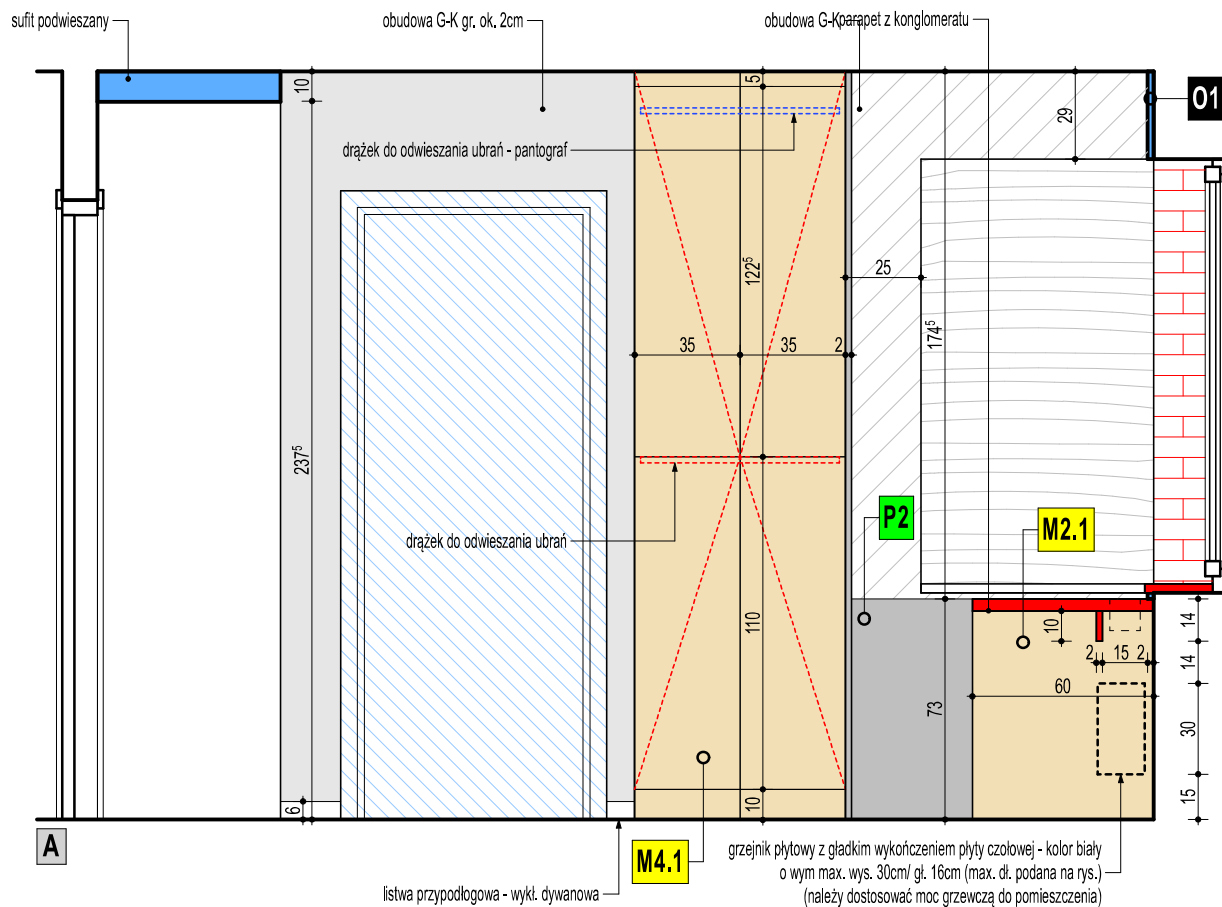 sufit podwieszany
obudowa G-K gr. ok. 2cm
obudowa G-K
parapet z konglomeratu
O1
10
5
29
drążek do odwieszania ubrań - pantograf
122⁵
25
174⁵
35
35
2
237⁵
P2
M2.1
drążek do odwieszania ubrań
110
10
14
2
15
2
14
60
73
30
6
10
15
A
M4.1
grzejnik płytowy z gładkim wykończeniem płyty czołowej - kolor biały
o wym max. wys. 30cm/ gł. 16cm (max. dł. podana na rys.)
(należy dostosować moc grzewczą do pomieszczenia)
listwa przypodłogowa - wykł. dywanowa